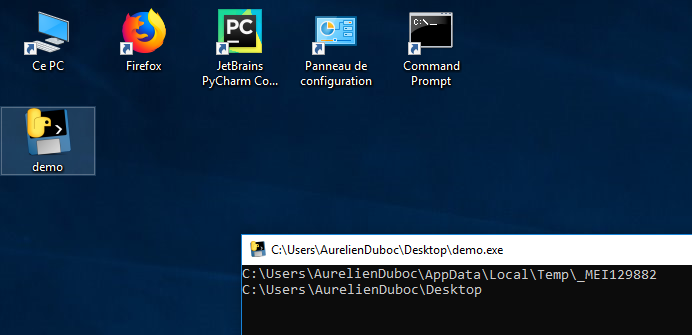 Ce PC
Firefox
JetBrains
PyCharm Co...
Panneau de
configuration
Command
Prompt
demo
C:\Users\AurelienDuboc\Desktop\demo.exe
C:\Users\AurelienDuboc\AppData\Local\Temp\_MEI129882
C:\Users\AurelienDuboc\Desktop